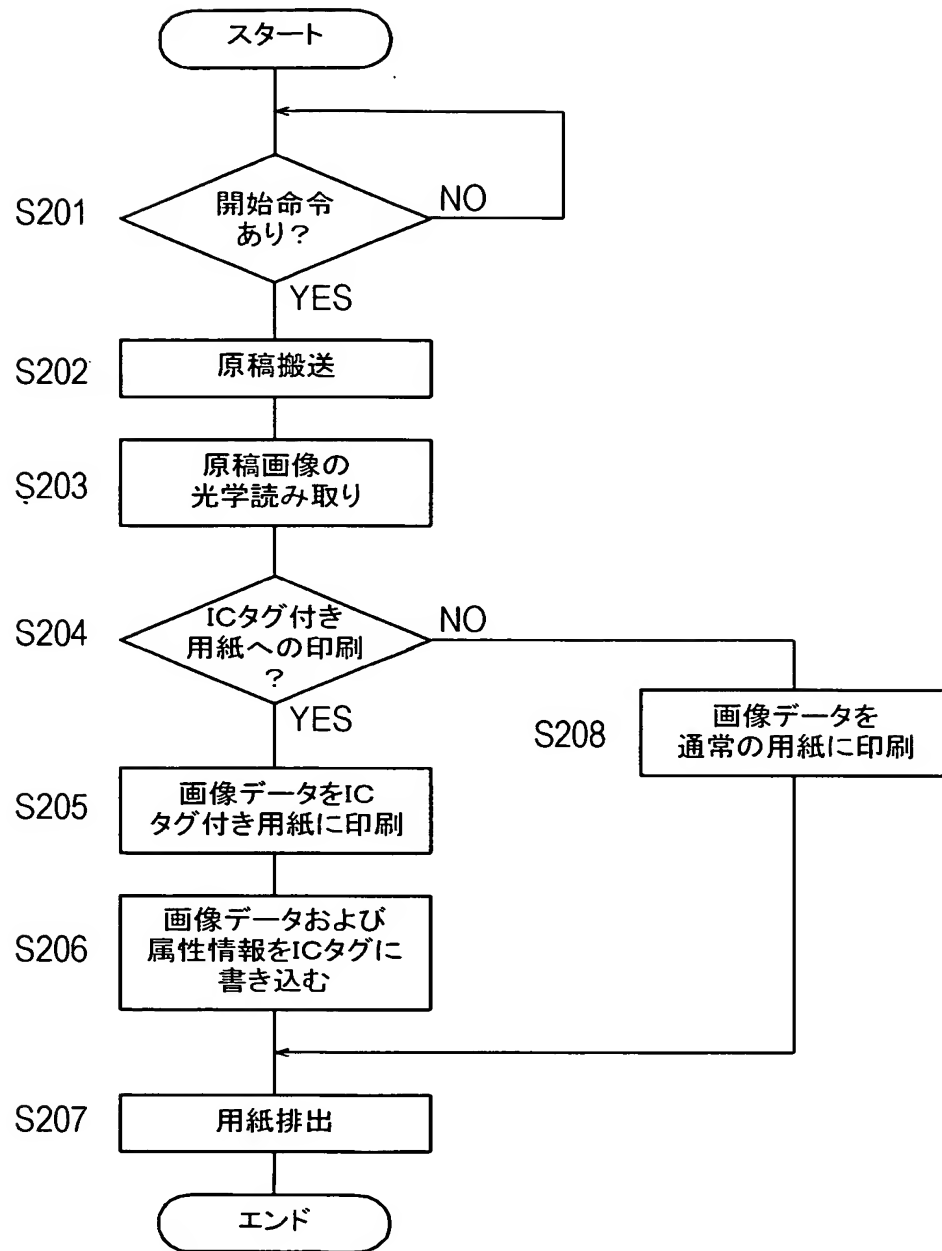 スタート
S201
開始命令
あり？
NO
YES
S202
原稿搬送
S203
原稿画像の
光学読み取り
S204
ICタグ付き
用紙への印刷
？
NO
YES
S208
画像データを
通常の用紙に印刷
S205
画像データをIC
タグ付き用紙に印刷
S206
画像データおよび
属性情報をICタグに
書き込む
S207
用紙排出
エンド